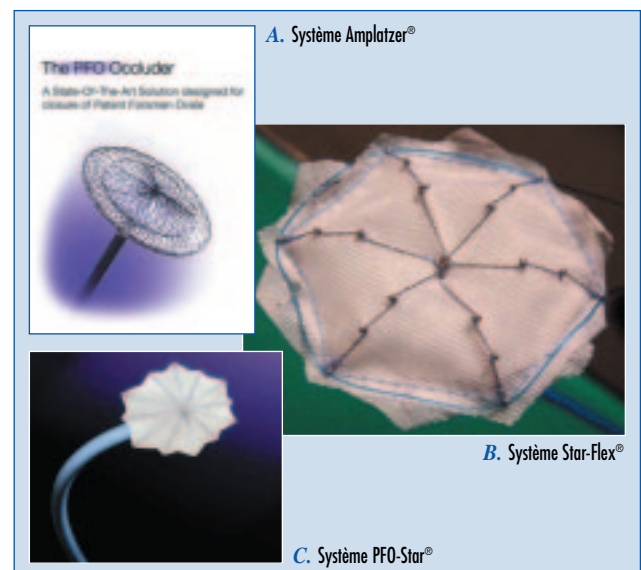 A. Système Amplatzer®
The PFO Occluder
A State-Of-The-Art Solution designed for
closure of Patent Foramen Ovale
B. Système Star-Flex®
C. Système PFO-Star®